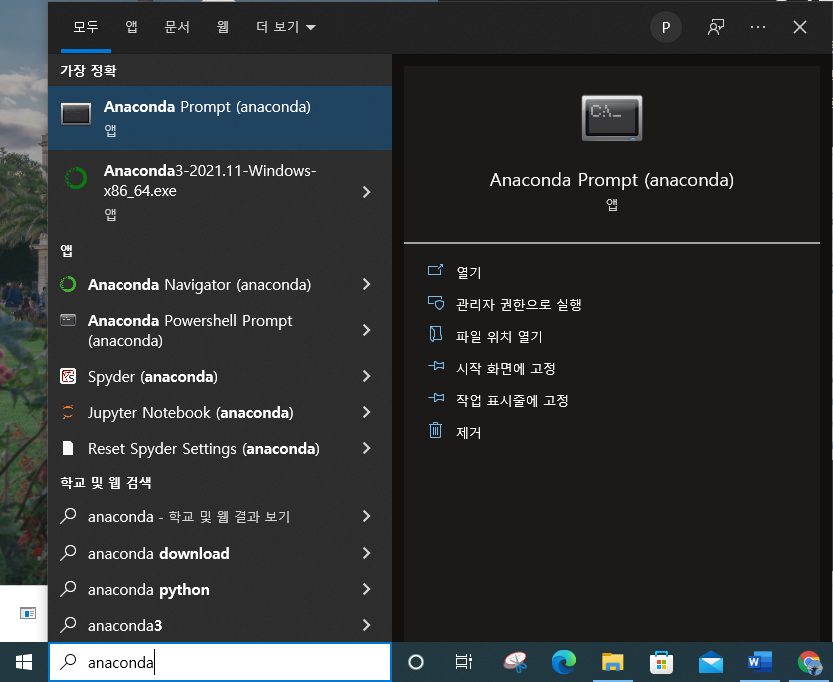 모두 앱 문서 웹 더 보기
P
가장 정확
Anaconda Prompt (anaconda)
앱
Anaconda3-2021.11-Windows-
x86_64.exe
앱
앱
Anaconda Navigator (anaconda)
Anaconda Powershell Prompt
(anaconda)
Spyder (anaconda)
Jupyter Notebook (anaconda)
Reset Spyder Settings (anaconda)
학교 및 웹 검색
anaconda - 학교 및 웹 결과 보기
anaconda download
anaconda python
anaconda3
C:\_
Anaconda Prompt (anaconda)
앱
열기
관리자 권한으로 실행
파일 위치 열기
시작 화면에 고정
작업 표시줄에 고정
제거
anaconda